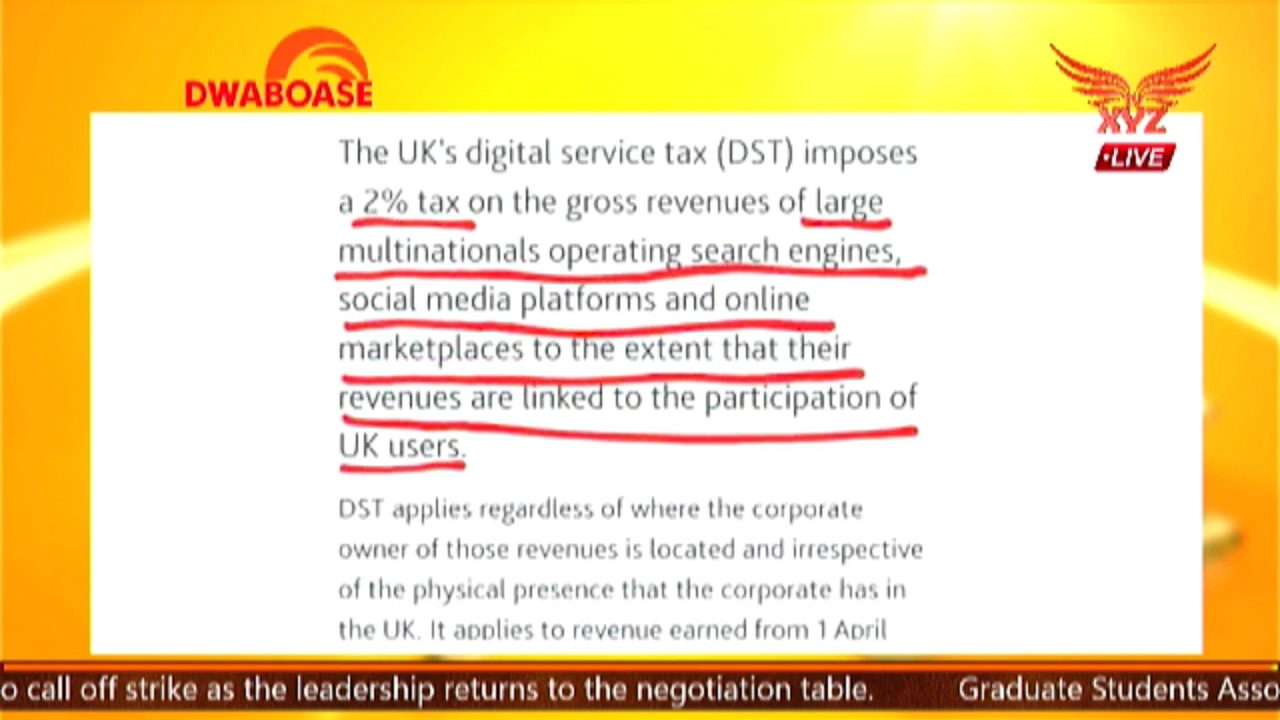 DWABOASE
XYZ
LIVE
The UK's digital service tax (DST) imposes
a 2% tax on the gross revenues of large
multinationals operating search engines,
social media platforms and online
marketplaces to the extent that their
revenues are linked to the participation of
UK users.
DST applies regardless of where the corporate
owner of those revenues is located and irrespective
of the physical presence that the corporate has in
the UK. It applies to revenue earned from 1 April
o call off strike as the leadership returns to the negotiation table. Graduate Students Asso